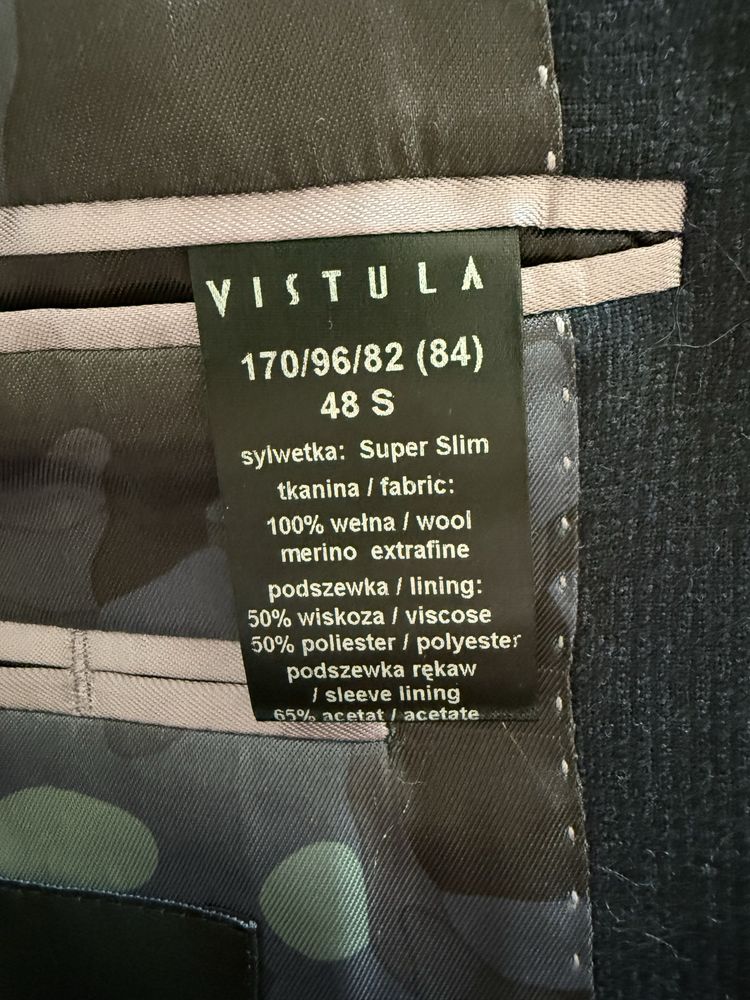 VISTULA
170/96/82 (84)
48 S
sylwetka: Super Slim
tkanina / fabric:
100% wełna / wool
merino extrafine
podszewka / lining:
50% wiskoza / viscose
50% poliester / polyester
podszewka rękaw
/ sleeve lining
65% acetat / acetate